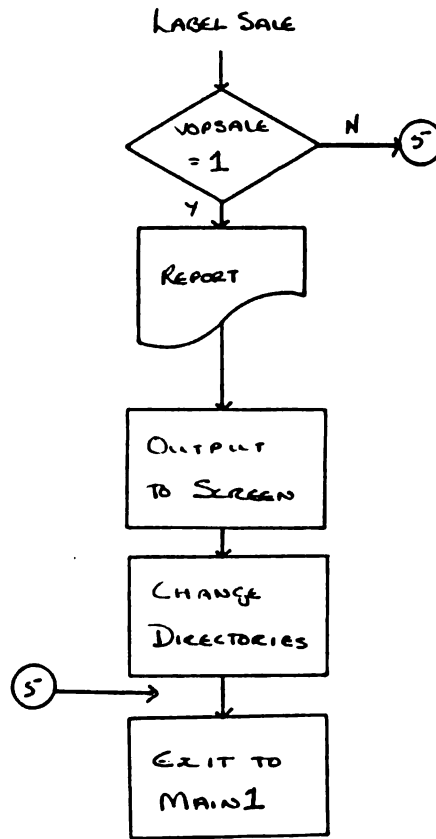 LABEL SALE
VOPSALE
= 1
N
5
Y
REPORT
OUTPUT
TO SCREEN
CHANGE
DIRECTORIES
5
EXIT TO
MAIN1